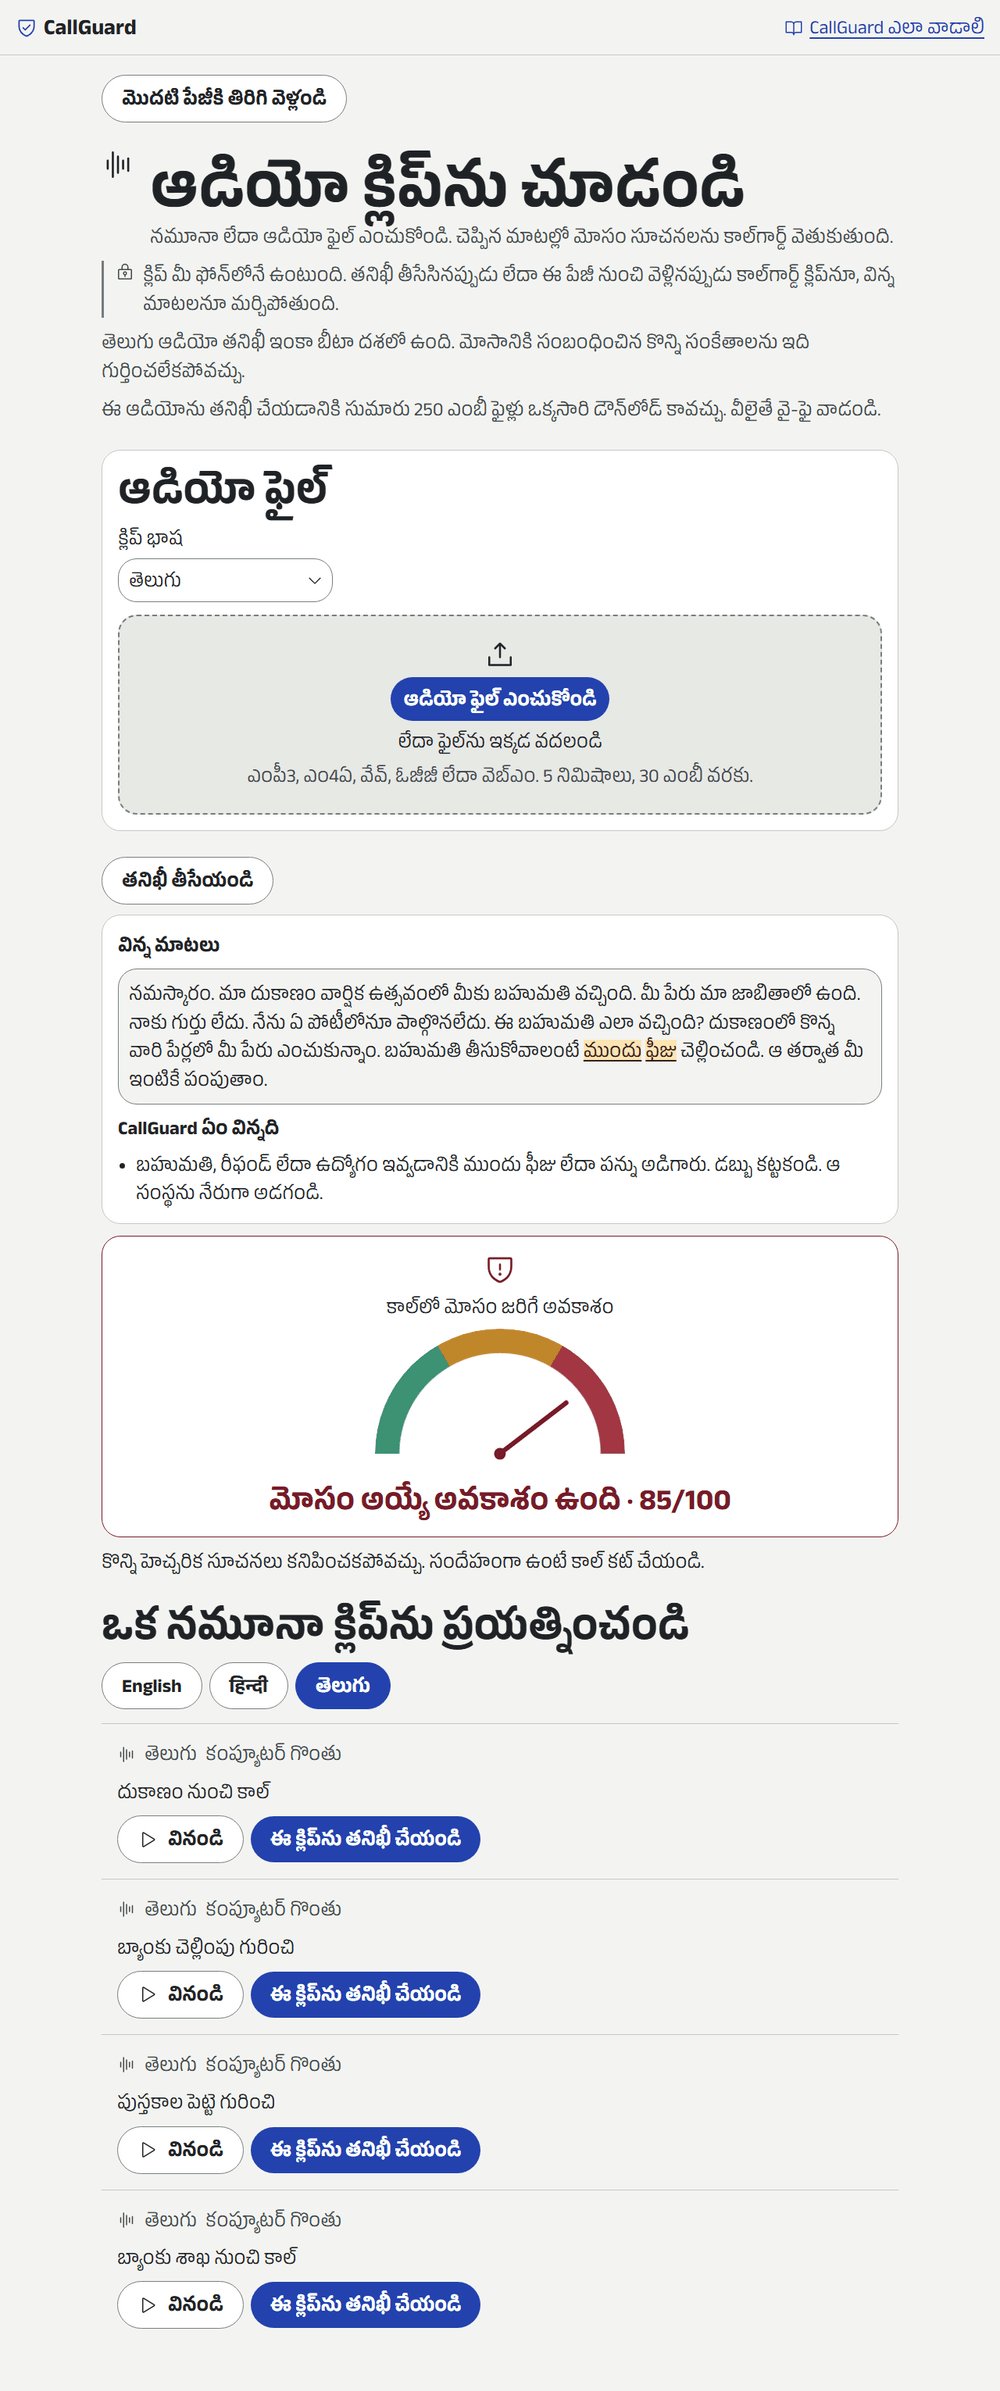 CallGuard
CallGuard ఎలా వాడాలి
మొదటి పేజీకి తిరిగి వెళ్లండి
ఆడియో క్లిప్‌ను చూడండి
నమూనా లేదా ఆడియో ఫైల్ ఎంచుకోండి. చెప్పిన మాటల్లో మోసం సూచనలను కాల్‌గార్డ్ వెతుకుతుంది.
క్లిప్ మీ ఫోన్‌లోనే ఉంటుంది. తనిఖీ తీసేసినప్పుడు లేదా ఈ పేజీ నుంచి వెళ్లినప్పుడు కాల్‌గార్డ్ క్లిప్‌నూ, విన్న
మాటలనూ మర్చిపోతుంది.
తెలుగు ఆడియో తనిఖీ ఇంకా బీటా దశలో ఉంది. మోసానికి సంబంధించిన కొన్ని సంకేతాలను ఇది
గుర్తించలేకపోవచ్చు.
ఈ ఆడియోను తనిఖీ చేయడానికి సుమారు 250 ఎంబీ ఫైళ్లు ఒక్కసారి డౌన్‌లోడ్ కావచ్చు. వీలైతే వై-ఫై వాడండి.
ఆడియో ఫైల్
క్లిప్ భాష
తెలుగు
ఆడియో ఫైల్ ఎంచుకోండి
లేదా ఫైల్‌ను ఇక్కడ వదలండి
ఎంపీ3, ఎం4ఏ, వేవ్, ఓజీజీ లేదా వెబ్ఎం. 5 నిమిషాలు, 30 ఎంబీ వరకు.
తనిఖీ తీసేయండి
విన్న మాటలు
నమస్కారం. మా దుకాణం వార్షిక ఉత్సవంలో మీకు బహుమతి వచ్చింది. మీ పేరు మా జాబితాలో ఉంది.
నాకు గుర్తు లేదు. నేను ఏ పోటీలోనూ పాల్గొనలేదు. ఈ బహుమతి ఎలా వచ్చింది? దుకాణంలో కొన్న
వారి పేర్లలో మీ పేరు ఎంచుకున్నాం. బహుమతి తీసుకోవాలంటే ముందు ఫీజు చెల్లించండి. ఆ తర్వాత మీ
ఇంటికే పంపుతాం.
CallGuard ఏం విన్నది
• బహుమతి, రీఫండ్ లేదా ఉద్యోగం ఇవ్వడానికి ముందు ఫీజు లేదా పన్ను అడిగారు. డబ్బు కట్టకండి. ఆ
సంస్థను నేరుగా అడగండి.
కాల్‌లో మోసం జరిగే అవకాశం
మోసం అయ్యే అవకాశం ఉంది · 85/100
కొన్ని హెచ్చరిక సూచనలు కనిపించకపోవచ్చు. సందేహంగా ఉంటే కాల్ కట్ చేయండి.
ఒక నమూనా క్లిప్‌ను ప్రయత్నించండి
English
हिन्दी
తెలుగు
తెలుగు కంప్యూటర్ గొంతు
దుకాణం నుంచి కాల్
వినండి
ఈ క్లిప్‌ను తనిఖీ చేయండి
తెలుగు కంప్యూటర్ గొంతు
బ్యాంకు చెల్లింపు గురించి
వినండి
ఈ క్లిప్‌ను తనిఖీ చేయండి
తెలుగు కంప్యూటర్ గొంతు
పుస్తకాల పెట్టె గురించి
వినండి
ఈ క్లిప్‌ను తనిఖీ చేయండి
తెలుగు కంప్యూటర్ గొంతు
బ్యాంకు శాఖ నుంచి కాల్
వినండి
ఈ క్లిప్‌ను తనిఖీ చేయండి